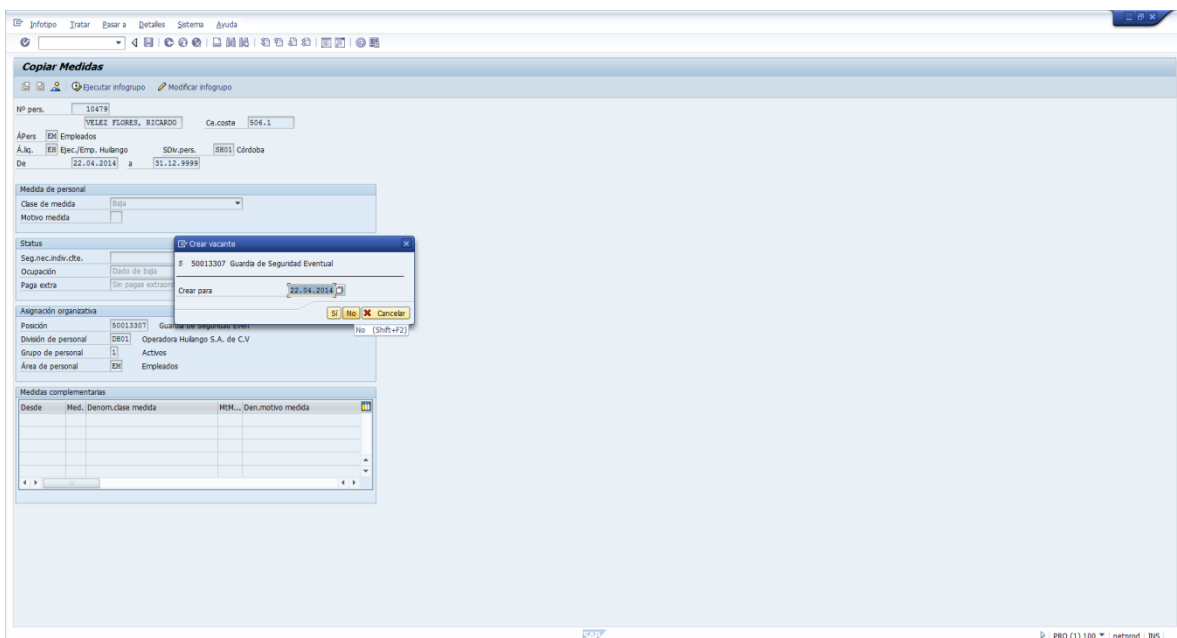 Infotipo Tratar Pasar a Detalles Sistema Ayuda
Copiar Medidas
Ejecutar infogrupo Modificar infogrupo
Nº pers. 10479
VELEZ FLORES, RICARDO Ce.coste 506.1
ÁPers EM Empleados
Á.liq. EH Ejec./Emp. Huilango SDiv.pers. SH01 Córdoba
De 22.04.2014 a 31.12.9999
Medida de personal
Clase de medida Baja
Motivo medida
Status
Seg.nec.indiv.clte.
Ocupación Dado de baja
Paga extra Sin pagas extraord
Crear vacante
S 50013307 Guarda de Seguridad Eventual
Crear para 22.04.2014
Sí No Cancelar
No (Shift+F2)
Asignación organizativa
Posición 50013307 Guarda de Seguridad Even
División de personal DH01 Operadora Huilango S.A. de C.V
Grupo de personal 1 Activos
Área de personal EM Empleados
Medidas complementarias
Desde Med. Denom.clase medida MtM... Den.motivo medida
SAP
PRO (1) 100 netprod INS